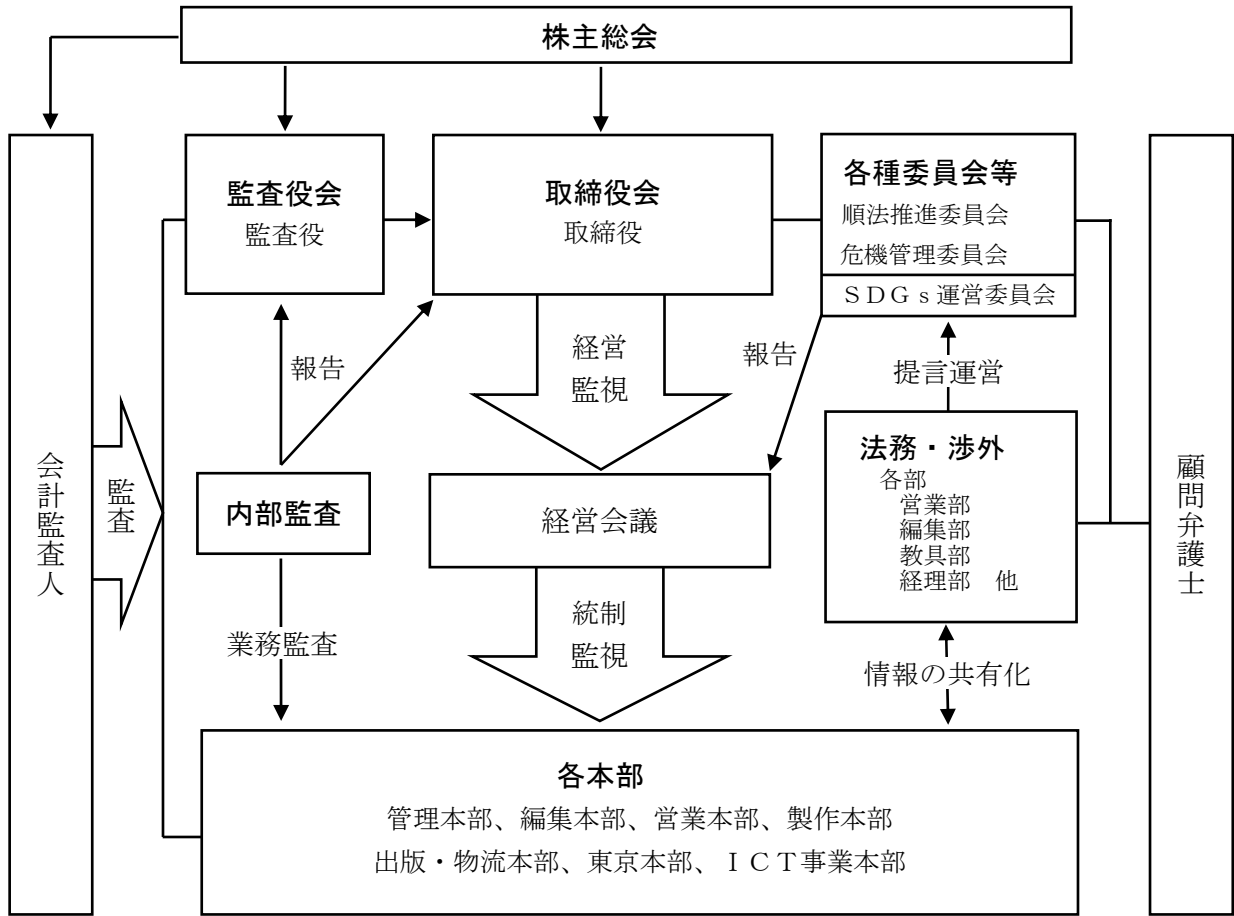 株主総会
監査役会
監査役
取締役会
取締役
各種委員会等
順法推進委員会
危機管理委員会
ＳＤＧｓ運営委員会
報告
経営
監視
報告
提言運営
会計監査人
監査
内部監査
経営会議
法務・渉外
各部
営業部
編集部
教具部
経理部　他
顧問弁護士
業務監査
統制
監視
情報の共有化
各本部
管理本部、編集本部、営業本部、製作本部
出版・物流本部、東京本部、ＩＣＴ事業本部